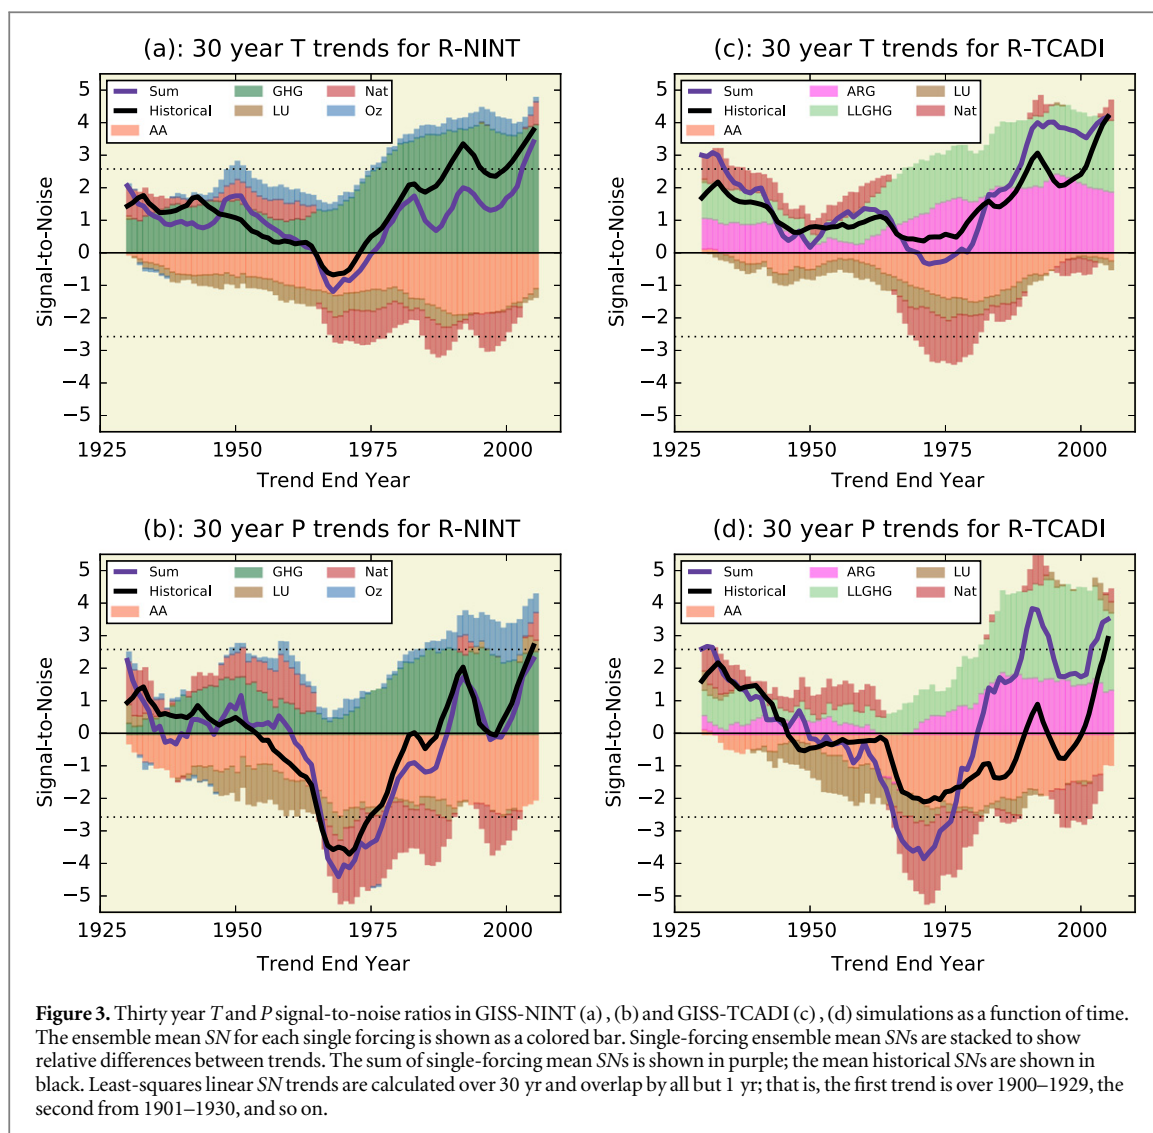 (a): 30 year T trends for R-NINT
Sum
Historical
AA
GHG
LU
Nat
Oz
Signal-to-Noise
5
4
3
2
1
0
−1
−2
−3
−4
−5
1925 1950 1975 2000
Trend End Year
(c): 30 year T trends for R-TCADI
Sum
Historical
AA
ARG
LLGHG
LU
Nat
Signal-to-Noise
5
4
3
2
1
0
−1
−2
−3
−4
−5
1925 1950 1975 2000
Trend End Year
(b): 30 year P trends for R-NINT
Sum
Historical
AA
GHG
LU
Nat
Oz
Signal-to-Noise
5
4
3
2
1
0
−1
−2
−3
−4
−5
1925 1950 1975 2000
Trend End Year
(d): 30 year P trends for R-TCADI
Sum
Historical
AA
ARG
LLGHG
LU
Nat
Signal-to-Noise
5
4
3
2
1
0
−1
−2
−3
−4
−5
1925 1950 1975 2000
Trend End Year
Figure 3. Thirty year T and P signal-to-noise ratios in GISS-NINT (a) , (b) and GISS-TCADI (c) , (d) simulations as a function of time.
The ensemble mean SN for each single forcing is shown as a colored bar. Single-forcing ensemble mean SNs are stacked to show
relative differences between trends. The sum of single-forcing mean SNs is shown in purple; the mean historical SNs are shown in
black. Least-squares linear SN trends are calculated over 30 yr and overlap by all but 1 yr; that is, the first trend is over 1900–1929, the
second from 1901–1930, and so on.